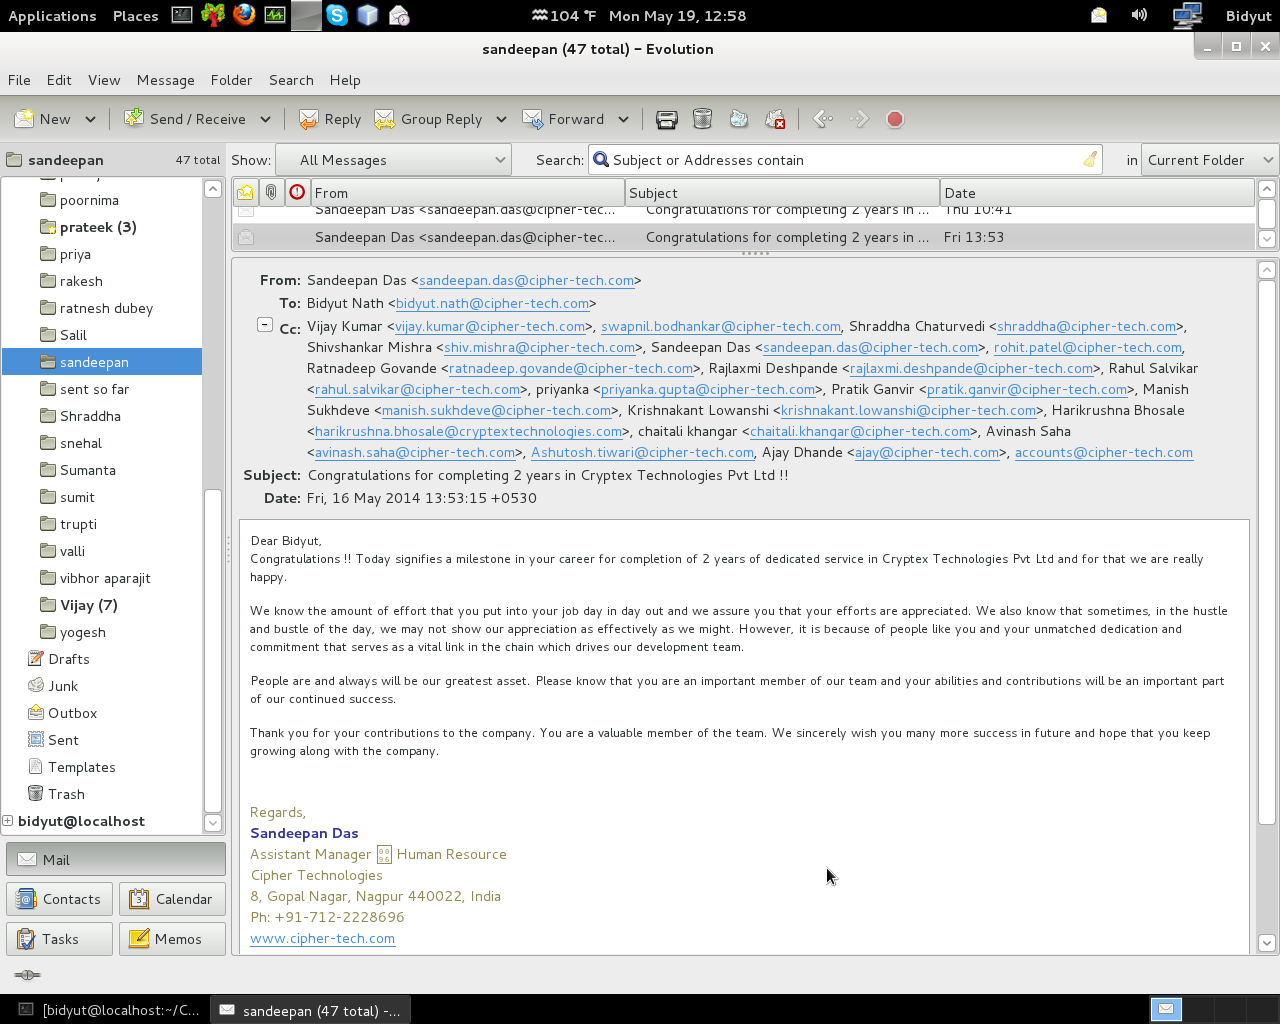 Applications Places 104 °F Mon May 19, 12:58 Bidyut
sandeepan (47 total) – Evolution
File Edit View Message Folder Search Help
New Send / Receive Reply Group Reply Forward
sandeepan 47 total Show: All Messages Search: Subject or Addresses contain in Current Folder
From Subject Date
Sandeepan Das <sandeepan.das@cipher-tec... Congratulations for completing 2 years in ... Thu 10:41
Sandeepan Das <sandeepan.das@cipher-tec... Congratulations for completing 2 years in ... Fri 13:53
poornima
prateek (3)
priya
rakesh
ratnesh dubey
Salil
sandeepan
sent so far
Shraddha
snehal
Sumanta
sumit
trupti
valli
vibhor aparajit
Vijay (7)
yogesh
Drafts
Junk
Outbox
Sent
Templates
Trash
bidyut@localhost
Mail
Contacts Calendar
Tasks Memos
From: Sandeepan Das <sandeepan.das@cipher-tech.com>
To: Bidyut Nath <bidyut.nath@cipher-tech.com>
Cc: Vijay Kumar <vijay.kumar@cipher-tech.com>, swapnil.bodhankar@cipher-tech.com, Shraddha Chaturvedi <shraddha@cipher-tech.com>,
Shivshankar Mishra <shiv.mishra@cipher-tech.com>, Sandeepan Das <sandeepan.das@cipher-tech.com>, rohit.patel@cipher-tech.com,
Ratnadeep Govande <ratnadeep.govande@cipher-tech.com>, Rajlaxmi Deshpande <rajlaxmi.deshpande@cipher-tech.com>, Rahul Salvikar
<rahul.salvikar@cipher-tech.com>, priyanka <priyanka.gupta@cipher-tech.com>, Pratik Ganvir <pratik.ganvir@cipher-tech.com>, Manish
Sukhdeve <manish.sukhdeve@cipher-tech.com>, Krishnakant Lowanshi <krishnakant.lowanshi@cipher-tech.com>, Harikrushna Bhosale
<harikrushna.bhosale@cryptextechnologies.com>, chaitali khangar <chaitali.khangar@cipher-tech.com>, Avinash Saha
<avinash.saha@cipher-tech.com>, Ashutosh.tiwari@cipher-tech.com, Ajay Dhande <ajay@cipher-tech.com>, accounts@cipher-tech.com
Subject: Congratulations for completing 2 years in Cryptex Technologies Pvt Ltd !!
Date: Fri, 16 May 2014 13:53:15 +0530
Dear Bidyut,
Congratulations !! Today signifies a milestone in your career for completion of 2 years of dedicated service in Cryptex Technologies Pvt Ltd and for that we are really
happy.
We know the amount of effort that you put into your job day in day out and we assure you that your efforts are appreciated. We also know that sometimes, in the hustle
and bustle of the day, we may not show our appreciation as effectively as we might. However, it is because of people like you and your unmatched dedication and
commitment that serves as a vital link in the chain which drives our development team.
People are and always will be our greatest asset. Please know that you are an important member of our team and your abilities and contributions will be an important part
of our continued success.
Thank you for your contributions to the company. You are a valuable member of the team. We sincerely wish you many more success in future and hope that you keep
growing along with the company.
Regards,
Sandeepan Das
Assistant Manager Human Resource
Cipher Technologies
8, Gopal Nagar, Nagpur 440022, India
Ph: +91-712-2228696
www.cipher-tech.com
[bidyut@localhost:~/C... sandeepan (47 total) -...